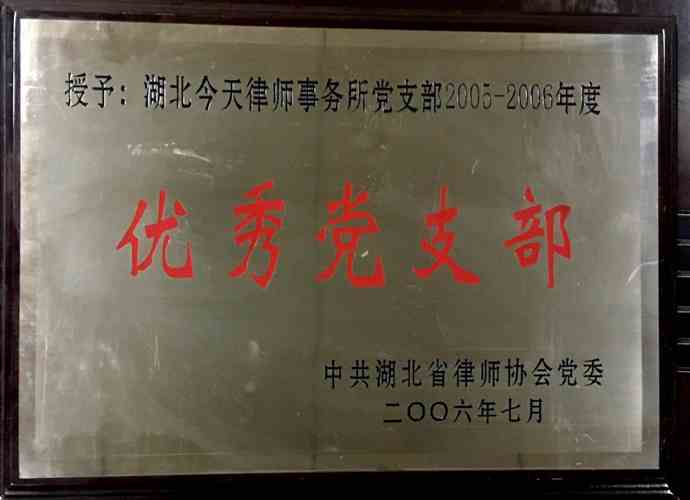 授予：湖北今天律师事务所党支部2005-2006年度
优秀党支部
中共湖北省律师协会党委
二〇〇六年七月